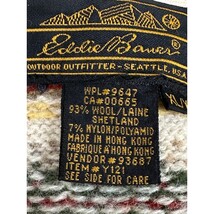 Eddie Bauer
OUTDOOR OUTFITTER - SEATTLE, USA
WPL#9647
CA#00665
93% WOOL/LAINE
SHETLAND
7% NYLON/POLYAMID
MADE IN HONG KONG
FABRIQUE A HONG KONG
VENDOR #93687
ITEM#Y121
SEE SIDE FOR CARE